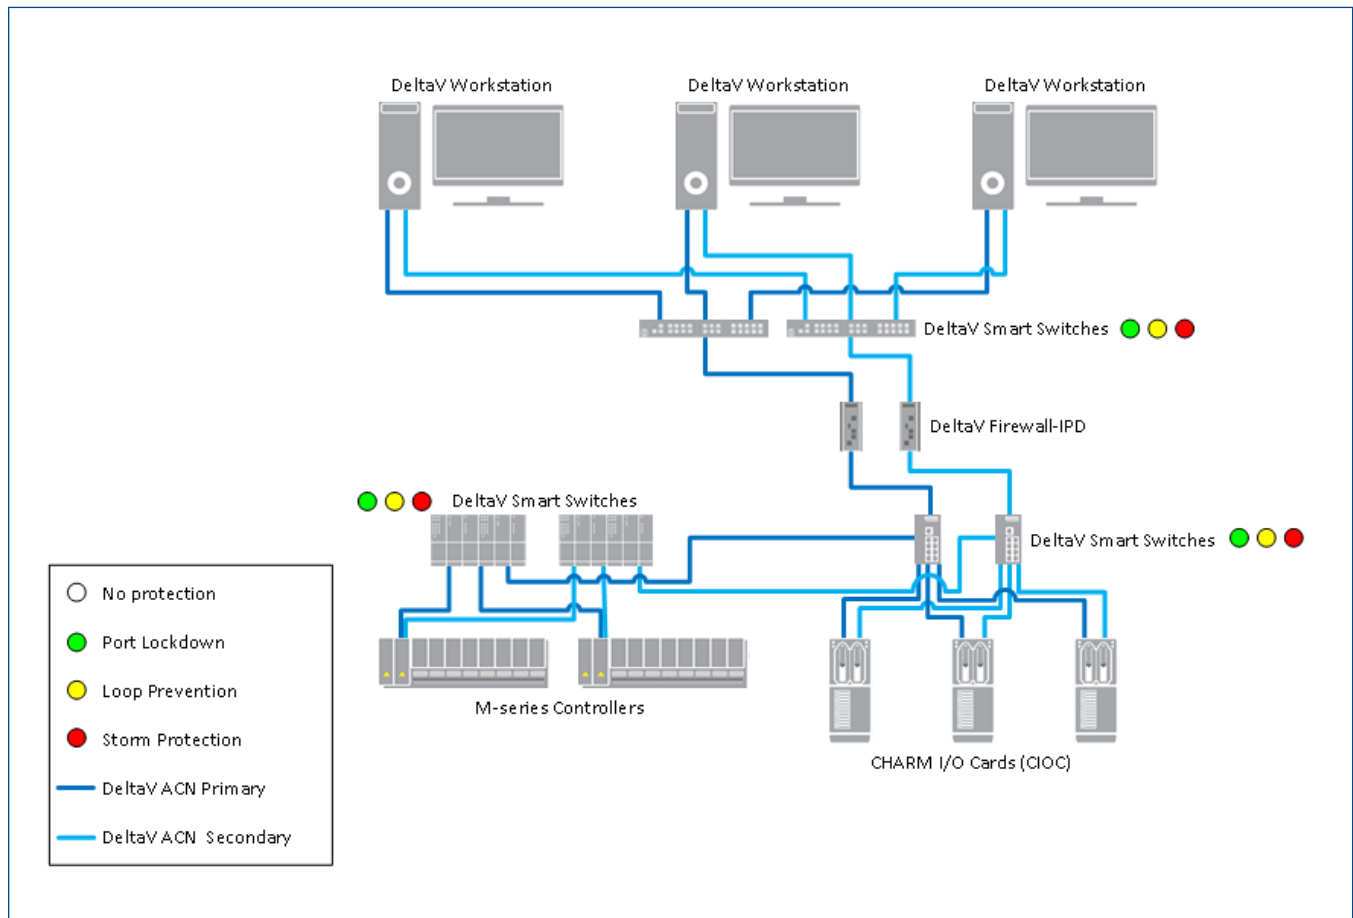 DeltaV Workstation
DeltaV Workstation
DeltaV Workstation
DeltaV Smart Switches
DeltaV Firewall-IPD
DeltaV Smart Switches
DeltaV Smart Switches
M-series Controllers
CHARM I/O Cards (CIOC)
No protection
Port Lockdown
Loop Prevention
Storm Protection
DeltaV ACN Primary
DeltaV ACN Secondary